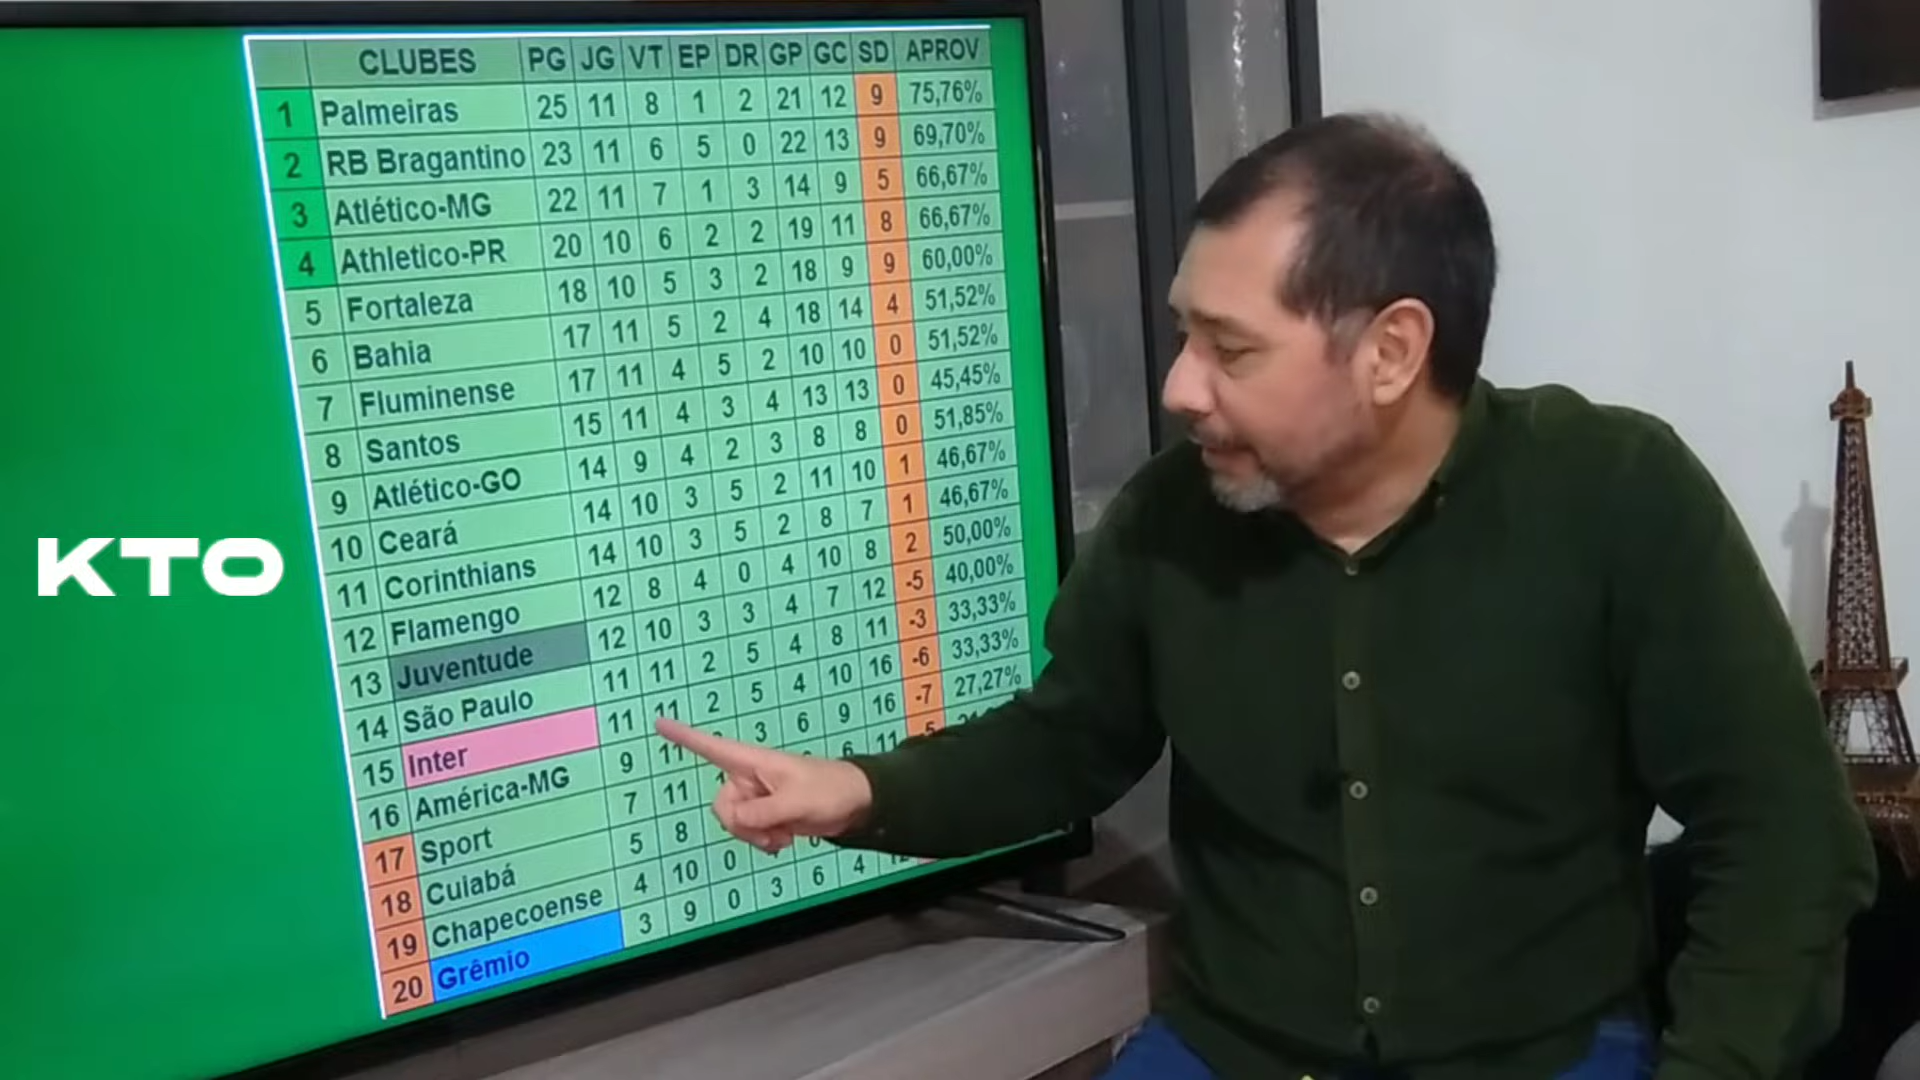 CLUBES PG JG VT EP DR GP GC SD APROV
1 Palmeiras 25 11 8 1 2 21 12 9 75,76%
2 RB Bragantino 23 11 6 5 0 22 13 9 69,70%
3 Atlético-MG 22 11 7 1 3 14 9 5 66,67%
4 Athletico-PR 20 10 6 2 2 19 11 8 66,67%
5 Fortaleza 18 10 5 3 2 18 9 9 60,00%
6 Bahia 17 11 5 2 4 18 14 4 51,52%
7 Fluminense 17 11 4 5 2 10 10 0 51,52%
8 Santos 15 11 4 3 4 13 13 0 45,45%
9 Atlético-GO 14 9 4 2 3 8 8 0 51,85%
10 Ceará 14 10 3 5 2 11 10 1 46,67%
11 Corinthians 14 10 3 5 2 8 7 1 46,67%
12 Flamengo 12 8 4 0 4 10 8 2 50,00%
13 Juventude 12 10 3 3 4 7 12 -5 40,00%
14 São Paulo 11 11 2 5 4 8 11 -3 33,33%
15 Inter 11 11 2 5 4 10 16 -6 33,33%
16 América-MG 9 11 3 6 9 16 -7 27,27%
17 Sport 7 11 6 11 -5
18 Cuiabá 5 8
19 Chapecoense 4 10 0
20 Grêmio 3 9 0 3 6 4
KTO